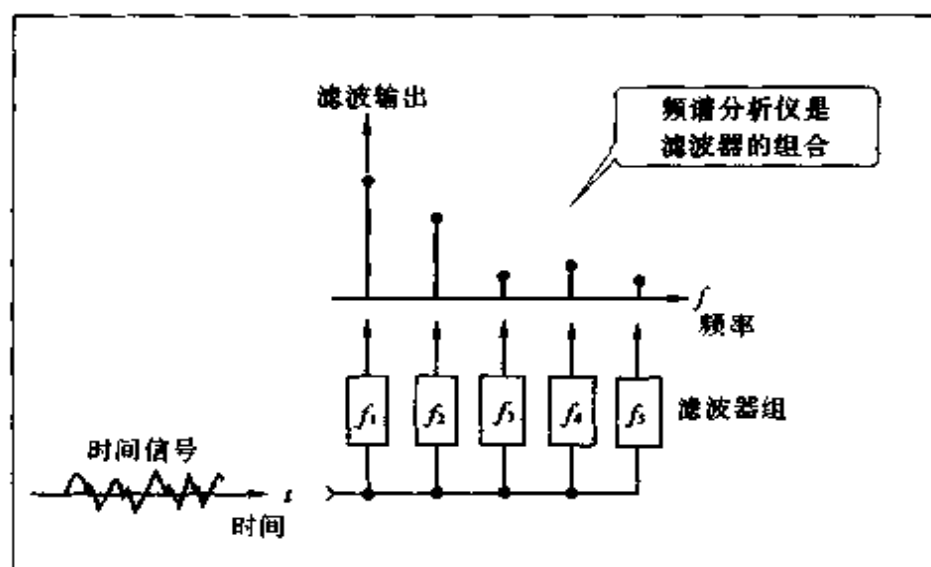 滤波输出
频谱分析仪是
滤波器的组合
f
频率
f₁ f₂ f₃ f₄ f₅ 滤波器组
时间信号
t
时间